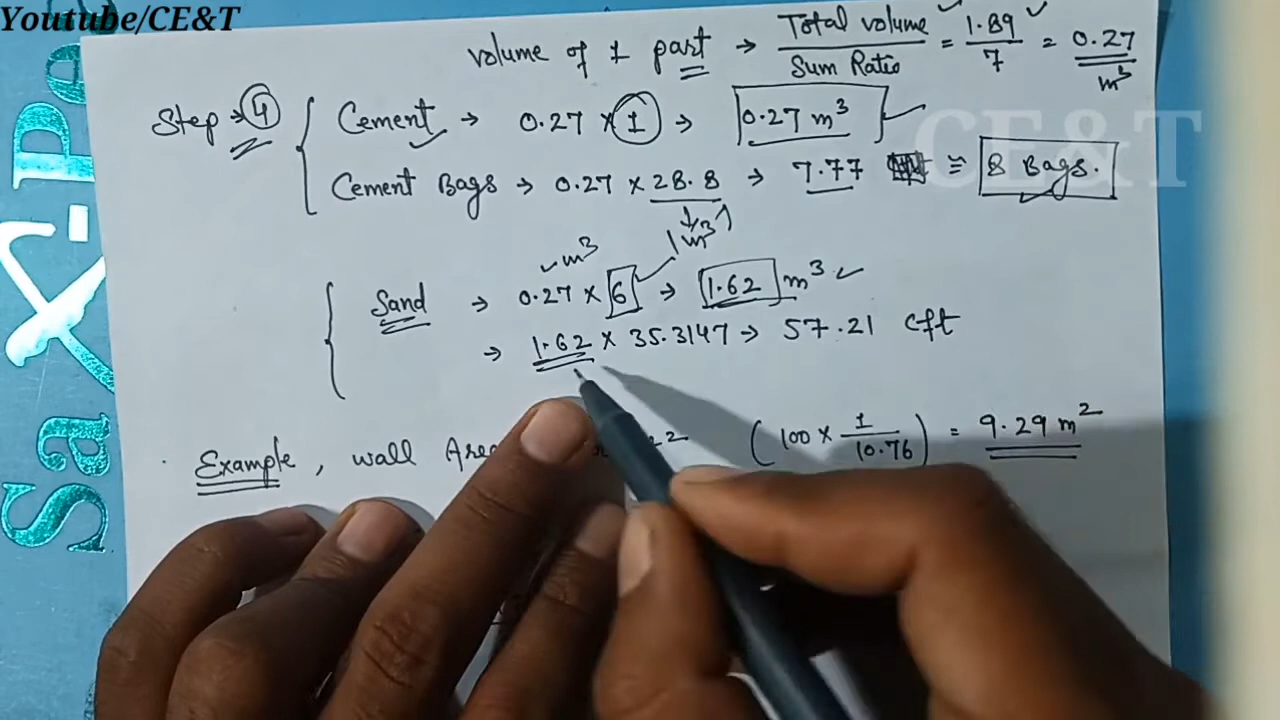 Youtube/CE&T
volume of 1 part → Total volume / Sum Ratio = 1.89 / 7 = 0.27 m³
Step → 4 { Cement → 0.27 × 1 → 0.27 m³
Cement Bags → 0.27 × 28.8 → 7.77 ≅ 8 Bags.
1 m³
m³
Sand → 0.27 × 6 → 1.62 m³
→ 1.62 × 35.3147 → 57.21 cft
Example, wall (100 × 1 / 10.76) = 9.29 m²
CE&T